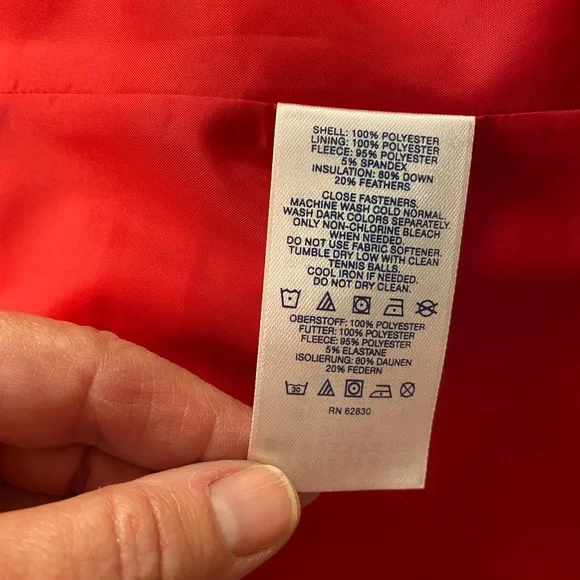 SHELL: 100% POLYESTER
LINING: 100% POLYESTER
FLEECE: 95% POLYESTER
5% SPANDEX
INSULATION: 80% DOWN
20% FEATHERS
CLOSE FASTENERS.
MACHINE WASH COLD NORMAL.
WASH DARK COLORS SEPARATELY.
ONLY NON-CHLORINE BLEACH
WHEN NEEDED.
DO NOT USE FABRIC SOFTENER.
TUMBLE DRY LOW WITH CLEAN
TENNIS BALLS.
COOL IRON IF NEEDED.
DO NOT DRY CLEAN.
OBERSTOFF: 100% POLYESTER
FUTTER: 100% POLYESTER
FLEECE: 95% POLYESTER
5% ELASTANE
ISOLIERUNG: 80% DAUNEN
20% FEDERN
30
RN 62830